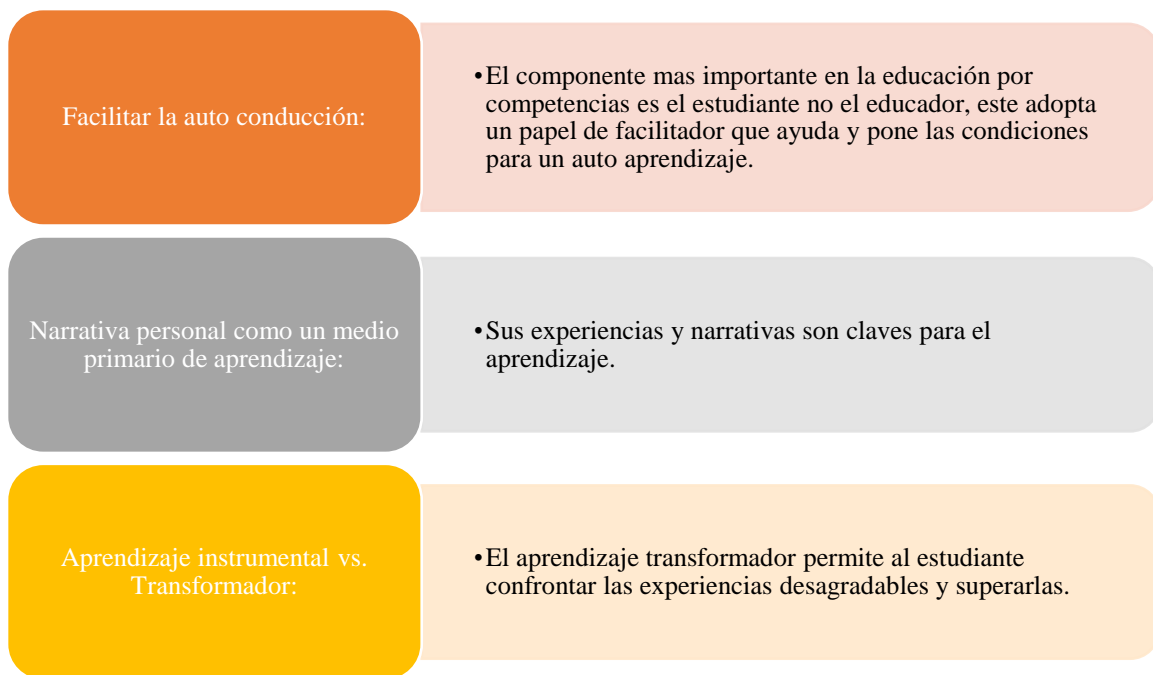 Facilitar la auto conducción:
•El componente mas importante en la educación por
competencias es el estudiante no el educador, este adopta
un papel de facilitador que ayuda y pone las condiciones
para un auto aprendizaje.
Narrativa personal como un medio
primario de aprendizaje:
•Sus experiencias y narrativas son claves para el
aprendizaje.
Aprendizaje instrumental vs.
Transformador:
•El aprendizaje transformador permite al estudiante
confrontar las experiencias desagradables y superarlas.